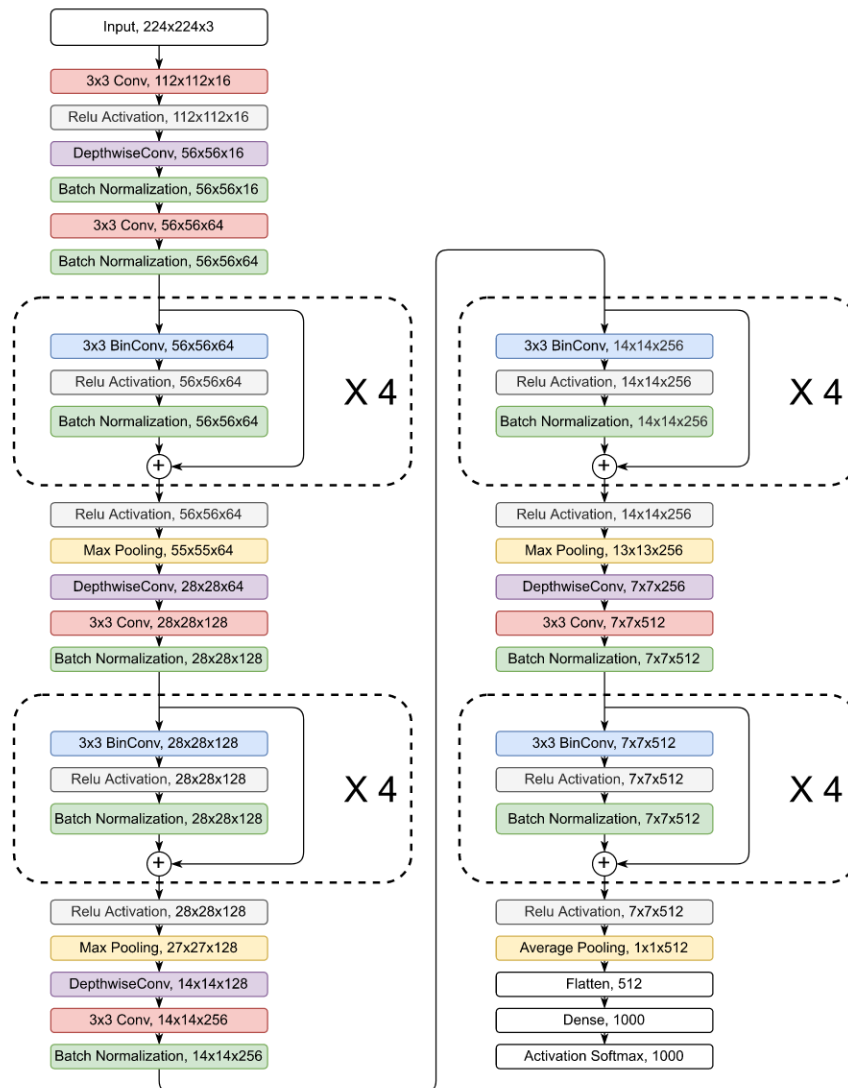 Input, 224x224x3
3x3 Conv, 112x112x16
Relu Activation, 112x112x16
DepthwiseConv, 56x56x16
Batch Normalization, 56x56x16
3x3 Conv, 56x56x64
Batch Normalization, 56x56x64
3x3 BinConv, 56x56x64
Relu Activation, 56x56x64
Batch Normalization, 56x56x64
X 4
+
Relu Activation, 56x56x64
Max Pooling, 55x55x64
DepthwiseConv, 28x28x64
3x3 Conv, 28x28x128
Batch Normalization, 28x28x128
3x3 BinConv, 28x28x128
Relu Activation, 28x28x128
Batch Normalization, 28x28x128
X 4
+
Relu Activation, 28x28x128
Max Pooling, 27x27x128
DepthwiseConv, 14x14x128
3x3 Conv, 14x14x256
Batch Normalization, 14x14x256
3x3 BinConv, 14x14x256
Relu Activation, 14x14x256
Batch Normalization, 14x14x256
X 4
+
Relu Activation, 14x14x256
Max Pooling, 13x13x256
DepthwiseConv, 7x7x256
3x3 Conv, 7x7x512
Batch Normalization, 7x7x512
3x3 BinConv, 7x7x512
Relu Activation, 7x7x512
Batch Normalization, 7x7x512
X 4
+
Relu Activation, 7x7x512
Average Pooling, 1x1x512
Flatten, 512
Dense, 1000
Activation Softmax, 1000